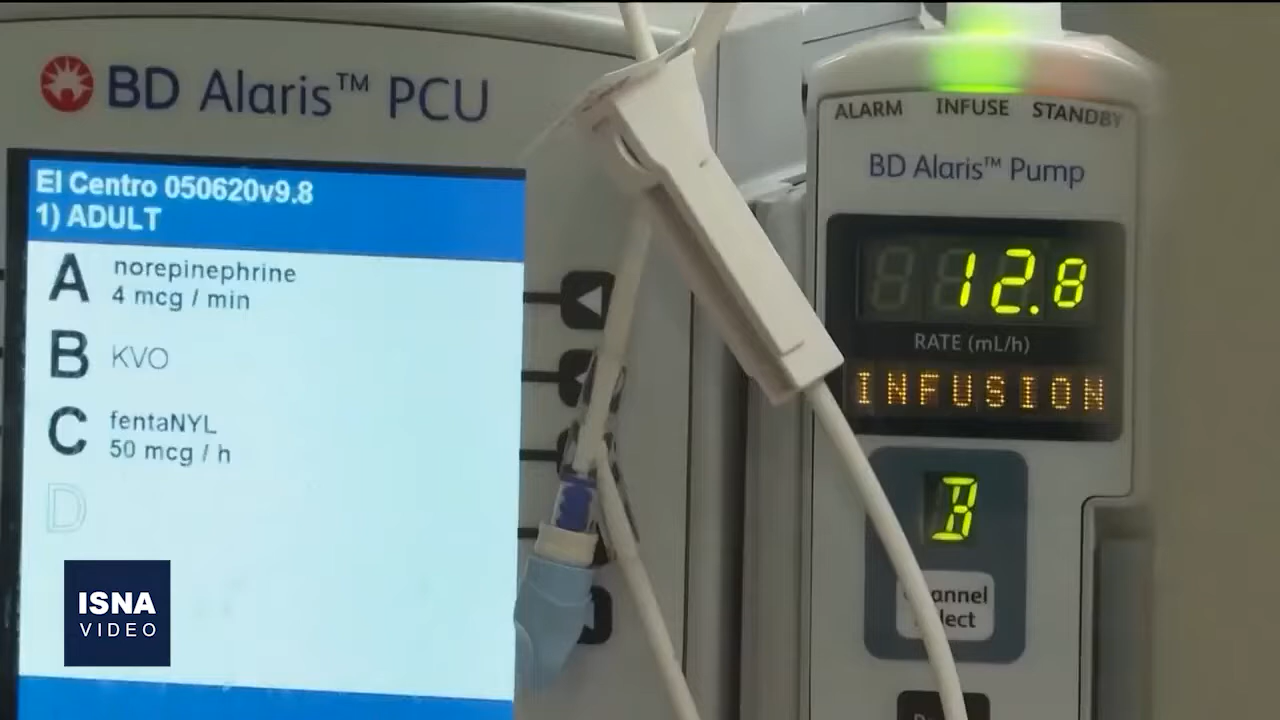 BD Alaris™ PCU
El Centro 050620v9.8
1) ADULT
A norepinephrine
4 mcg / min
B KVO
C fentaNYL
50 mcg / h
D
ISNA
VIDEO
ALARM INFUSE STANDBY
BD Alaris™ Pump
12.8
RATE (mL/h)
INFUSION
B